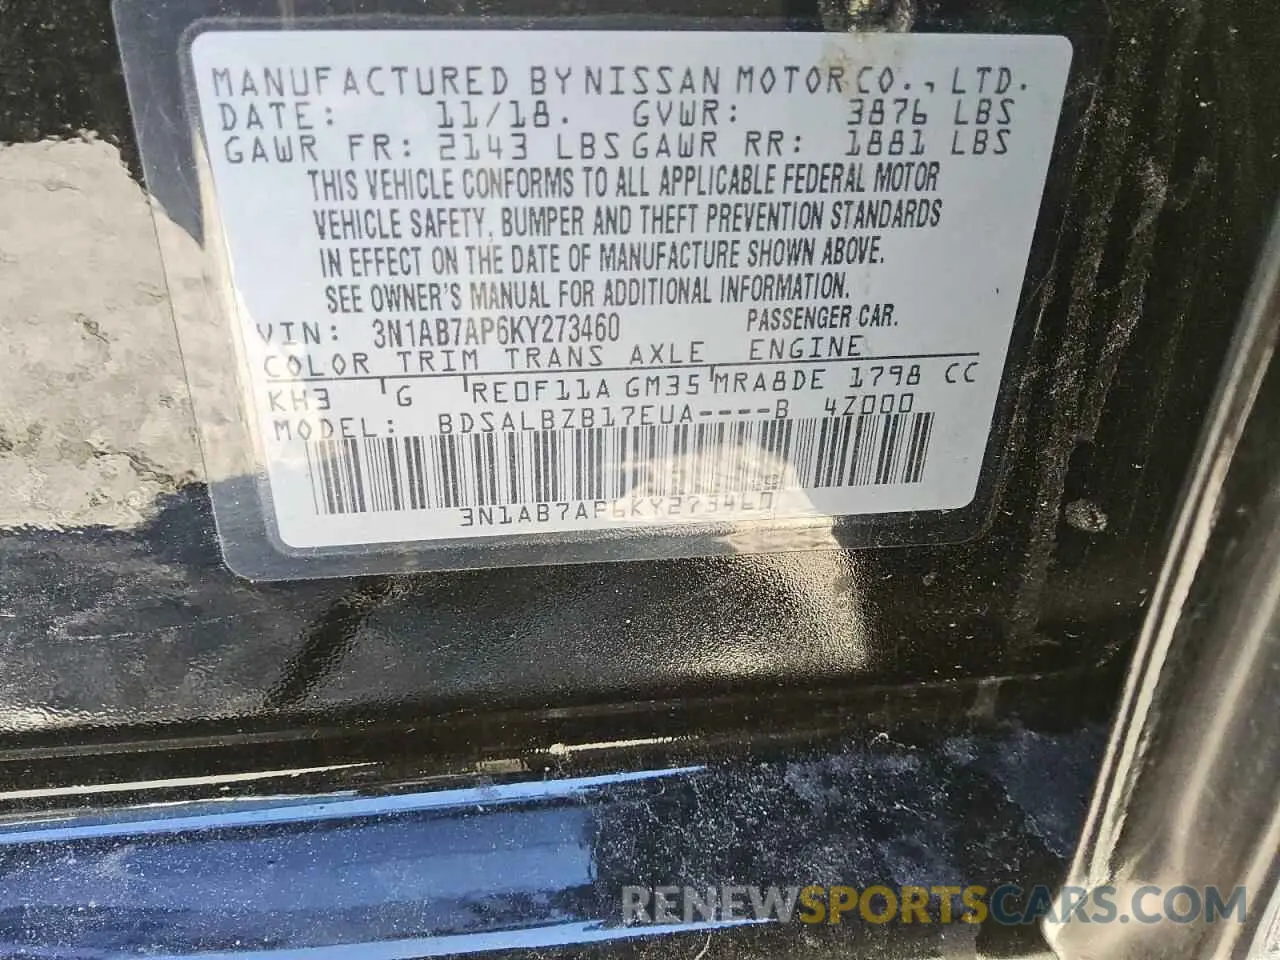 MANUFACTURED BY NISSAN MOTOR CO., LTD.
DATE: 11/18. GVWR: 3876 LBS
GAWR FR: 2143 LBS GAWR RR: 1881 LBS
THIS VEHICLE CONFORMS TO ALL APPLICABLE FEDERAL MOTOR
VEHICLE SAFETY, BUMPER AND THEFT PREVENTION STANDARDS
IN EFFECT ON THE DATE OF MANUFACTURE SHOWN ABOVE.
SEE OWNER'S MANUAL FOR ADDITIONAL INFORMATION.
VIN: 3N1AB7AP6KY273460 PASSENGER CAR.
COLOR TRIM TRANS AXLE ENGINE
KH3 G RE0F11A GM35 MRA8DE 1798 CC
MODEL: BDSALBZB17EUA----B 4Z000
3N1AB7AP6KY273460
RENEWSPORTSCARS.COM